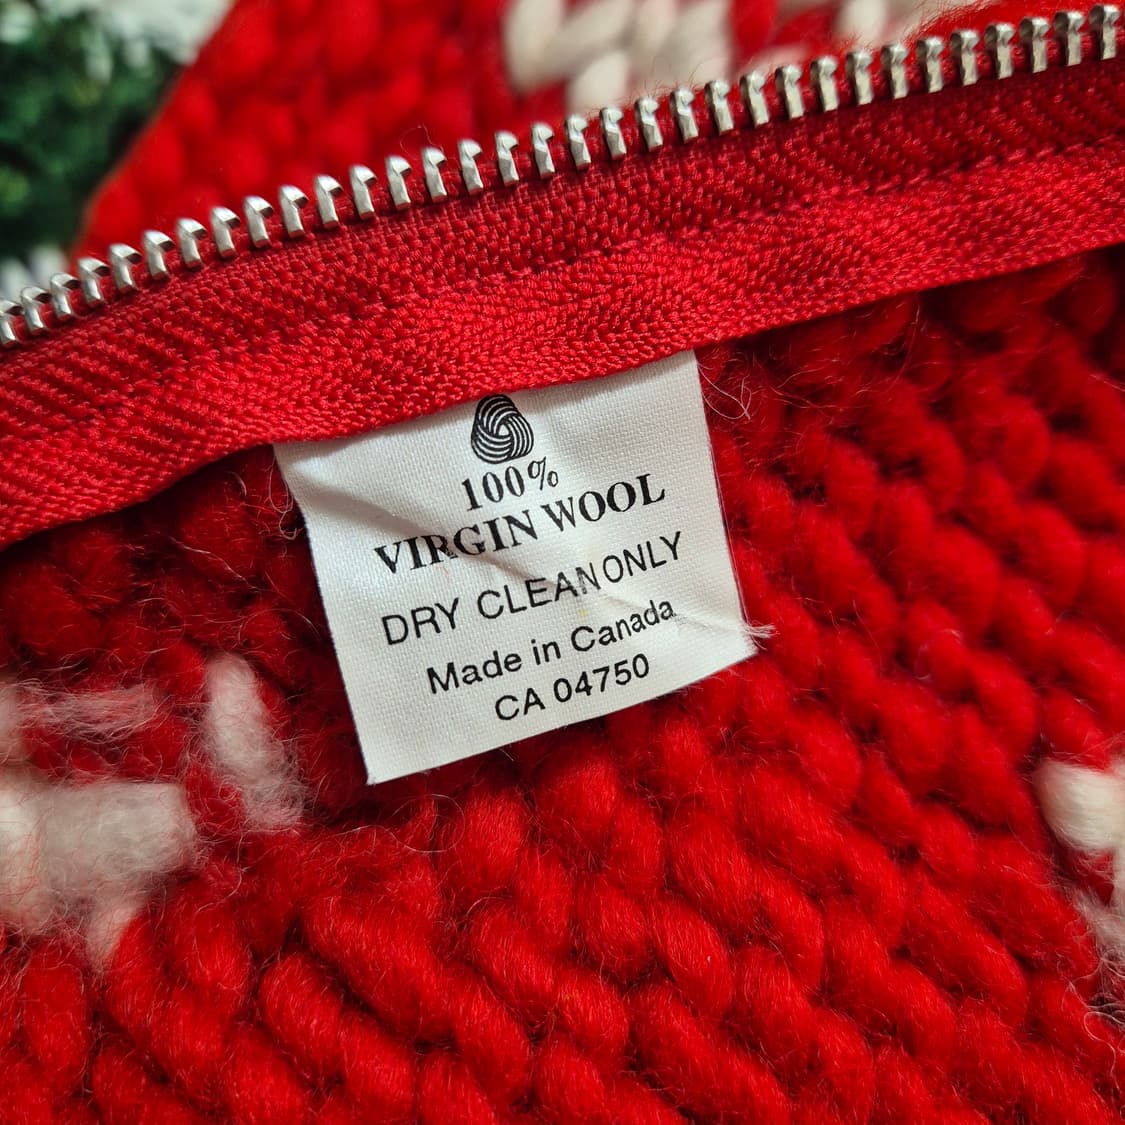 100%
VIRGIN WOOL
DRY CLEAN ONLY
Made in Canada
CA 04750